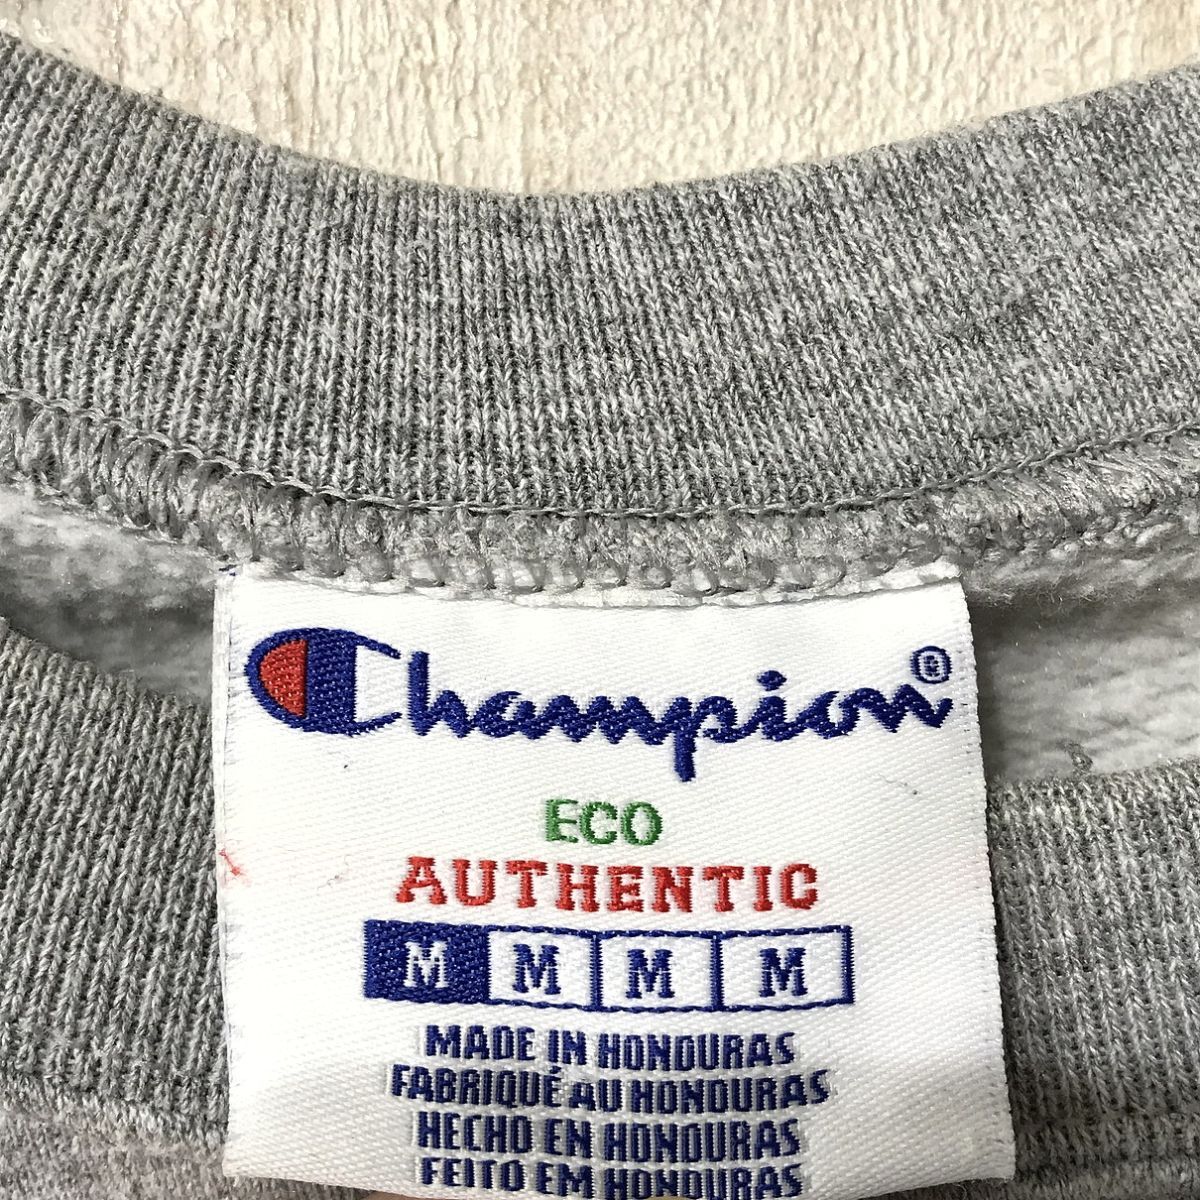 Champion®
ECO
AUTHENTIC
M M M M
MADE IN HONDURAS
FABRIQUÉ AU HONDURAS
HECHO EN HONDURAS
FEITO EM HONDURAS